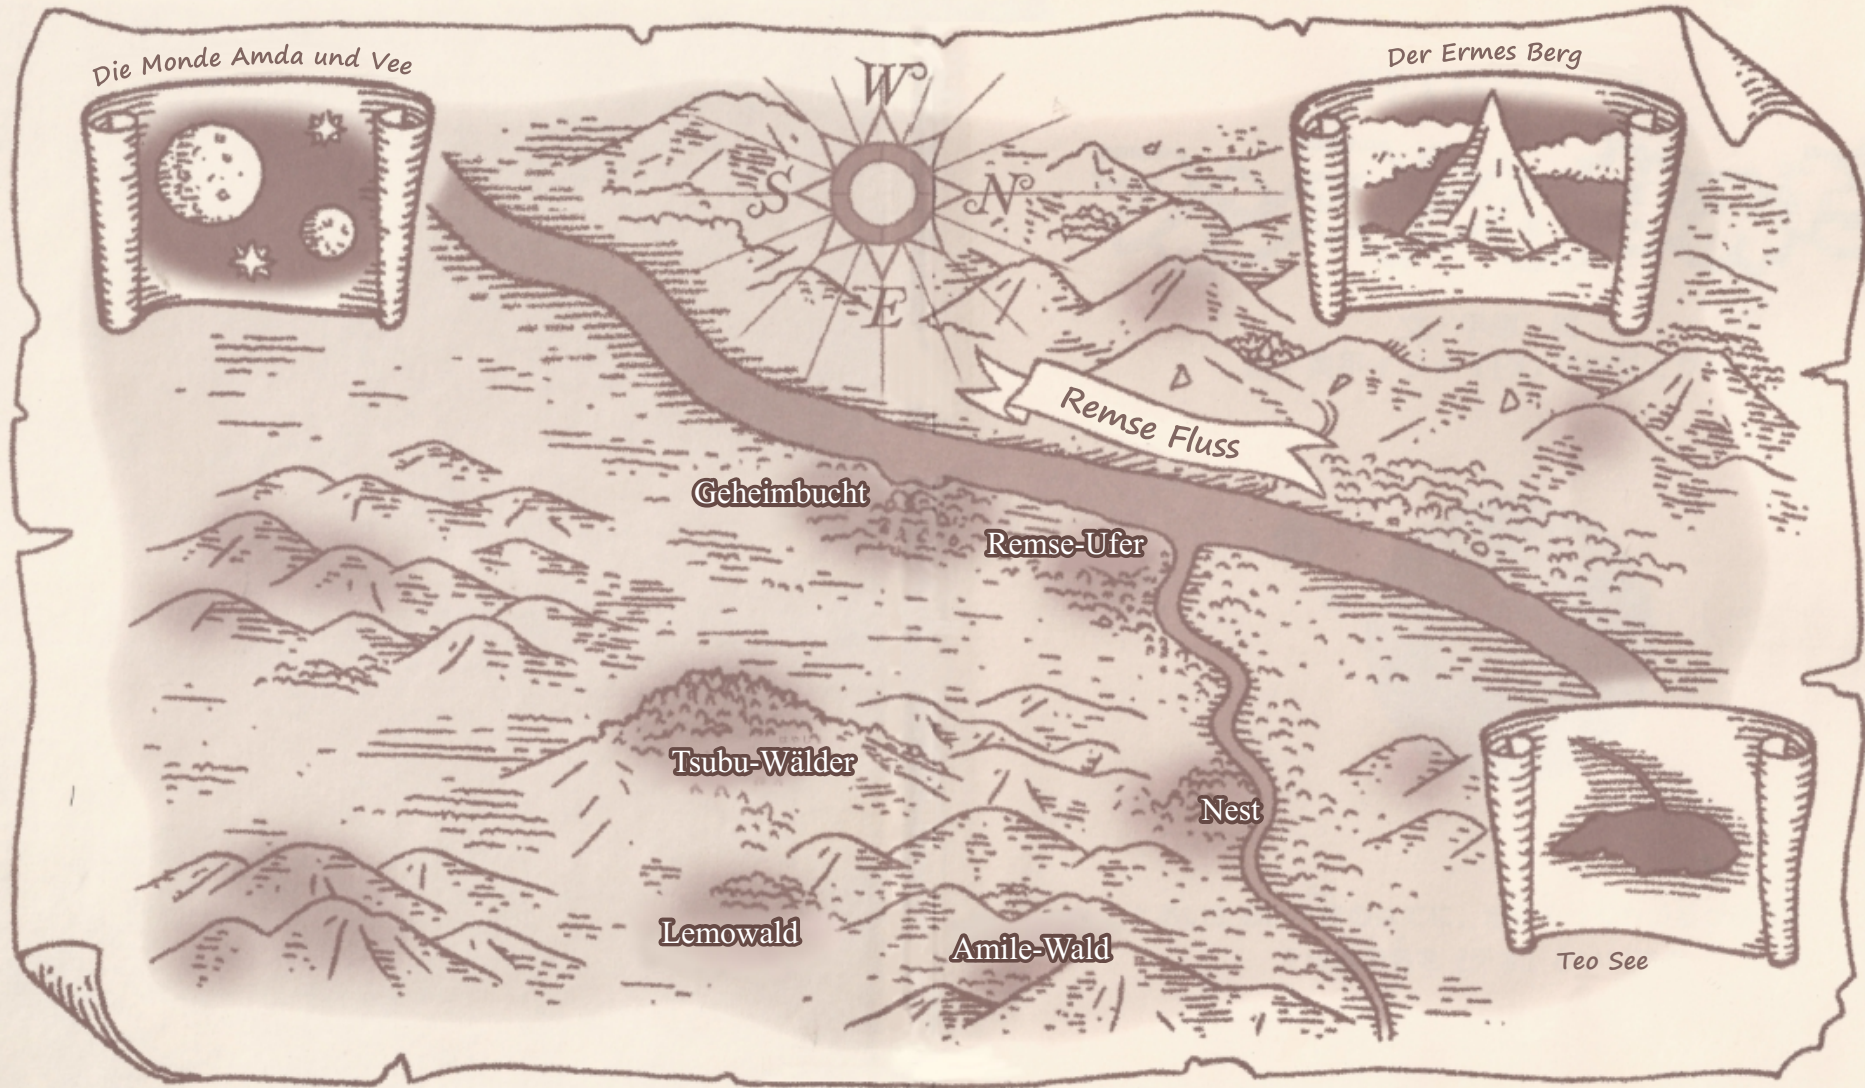 Die Monde Amda und Vee
W
Der Ermes Berg
S
N
E
Remse Fluss
Geheimbucht
Remse-Ufer
Tsubu-Wälder
Nest
Lemowald
Amile-Wald
Teo See